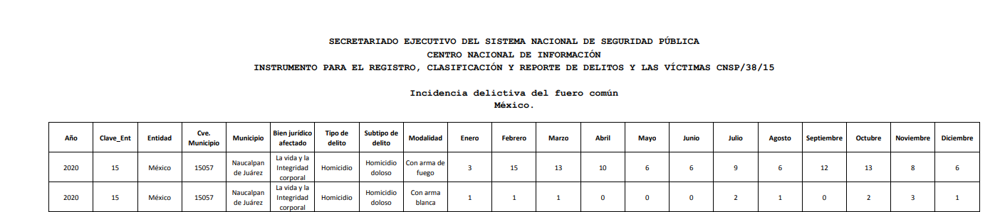 SECRETARIADO EJECUTIVO DEL SISTEMA NACIONAL DE SEGURIDAD PÚBLICA
CENTRO NACIONAL DE INFORMACIÓN
INSTRUMENTO PARA EL REGISTRO, CLASIFICACIÓN Y REPORTE DE DELITOS Y LAS VÍCTIMAS CNSP/38/15
Incidencia delictiva del fuero común
México.
Año Clave_Ent Entidad Cve. Municipio Municipio Bien jurídico afectado Tipo de delito Subtipo de delito Modalidad Enero Febrero Marzo Abril Mayo Junio Julio Agosto Septiembre Octubre Noviembre Diciembre
2020 15 México 15057 Naucalpan de Juárez La vida y la Integridad corporal Homicidio Homicidio doloso Con arma de fuego 3 15 13 10 6 6 9 6 12 13 8 6
2020 15 México 15057 Naucalpan de Juárez La vida y la Integridad corporal Homicidio Homicidio doloso Con arma blanca 1 1 1 0 0 0 2 1 0 2 3 1